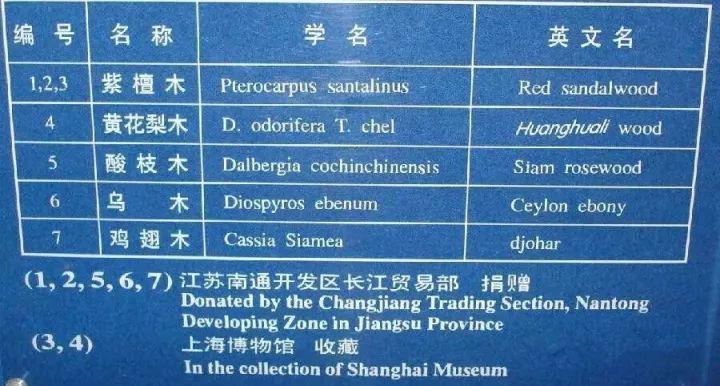 编 号 名 称 学 名 英 文 名
1,2,3 紫 檀 木 Pterocarpus santalinus Red sandalwood
4 黄花梨木 D. odorifera T. chel Huanghuali wood
5 酸 枝 木 Dalbergia cochinchinensis Siam rosewood
6 乌 木 Diospyros ebenum Ceylon ebony
7 鸡 翅 木 Cassia Siamea djohar
(1, 2, 5, 6, 7) 江苏南通开发区长江贸易部 捐赠
Donated by the Changjiang Trading Section, Nantong
Developing Zone in Jiangsu Province
(3, 4) 上海博物馆 收藏
In the collection of Shanghai Museum